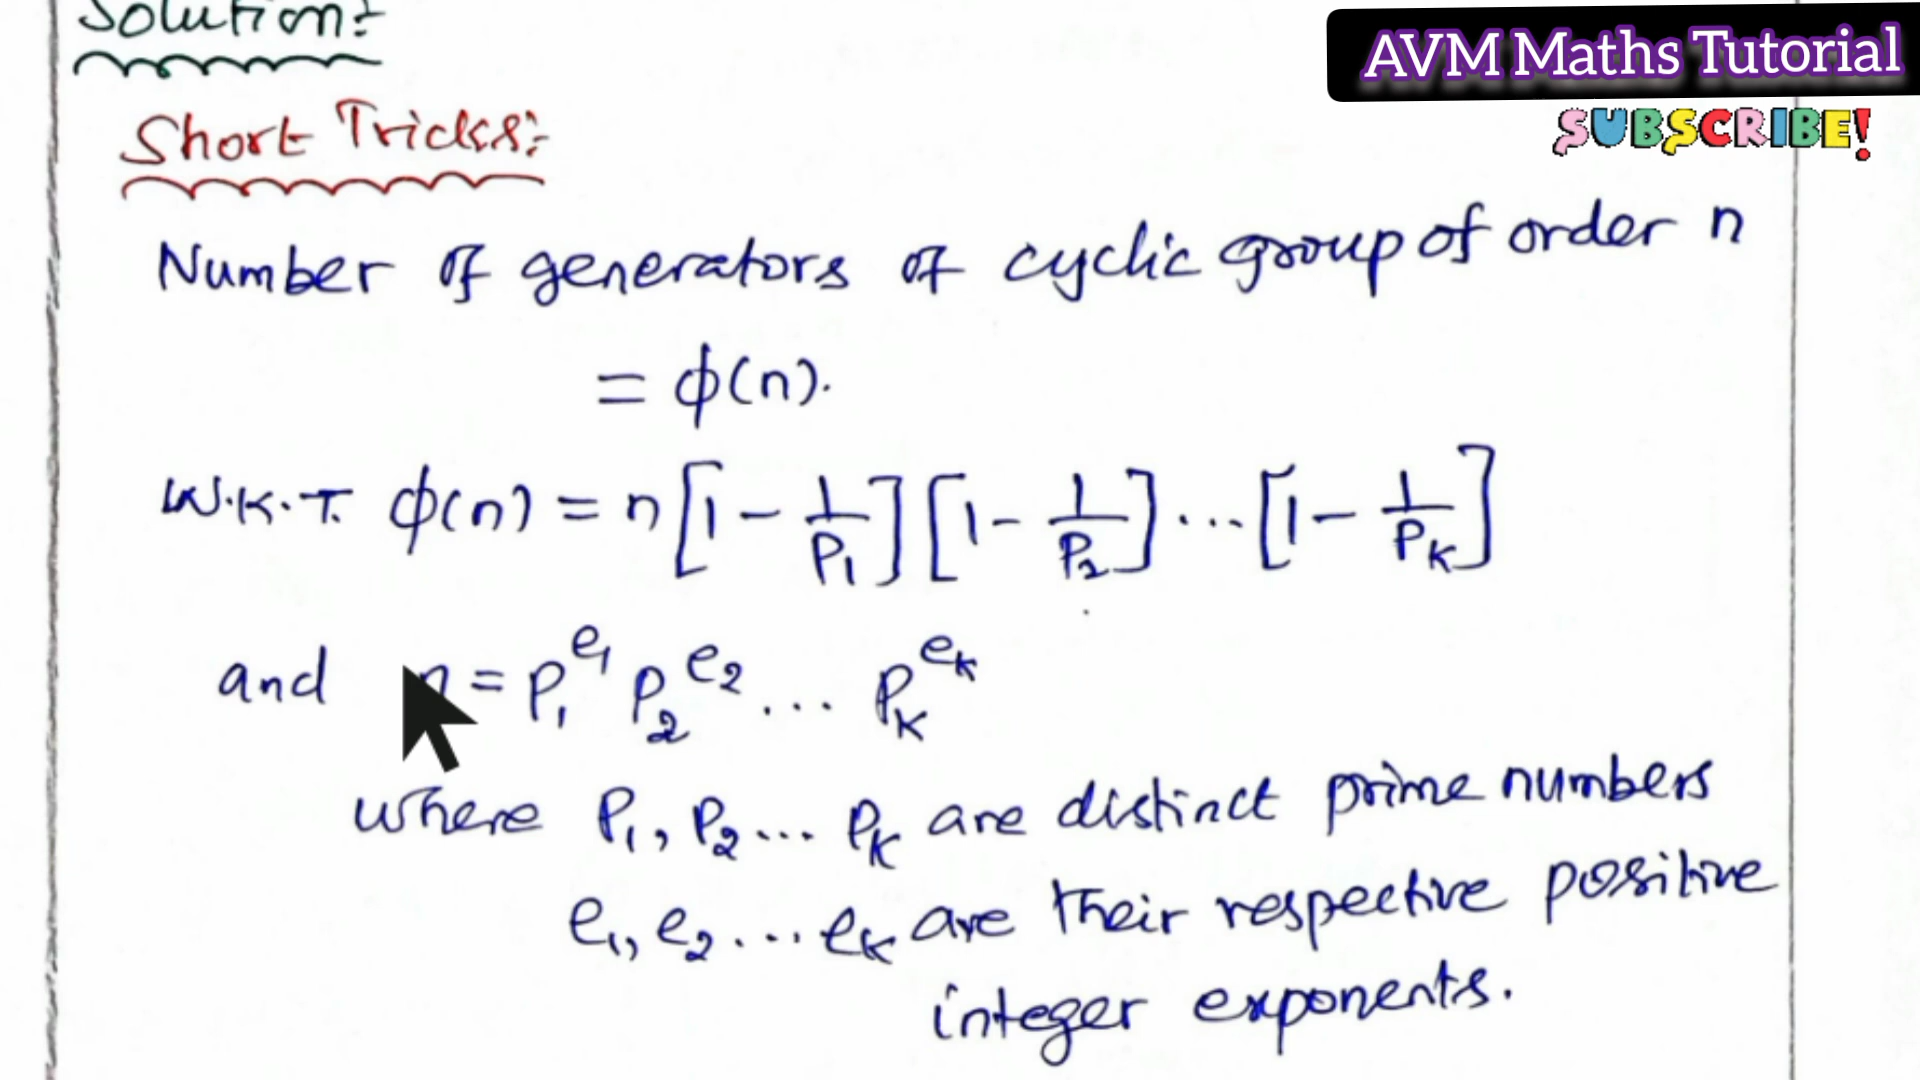 Solution:-
AVM Maths Tutorial
SUBSCRIBE!
Short Tricks:-
Number of generators of cyclic group of order n
= ϕ(n).
W.K.T. ϕ(n) = n[1 - 1/P₁][1 - 1/P₂]...[1 - 1/Pₖ]
and n = P₁^e₁ P₂^e₂ ... Pₖ^eₖ
where P₁, P₂... Pₖ are distinct prime numbers
e₁, e₂... eₖ are their respective positive
integer exponents.